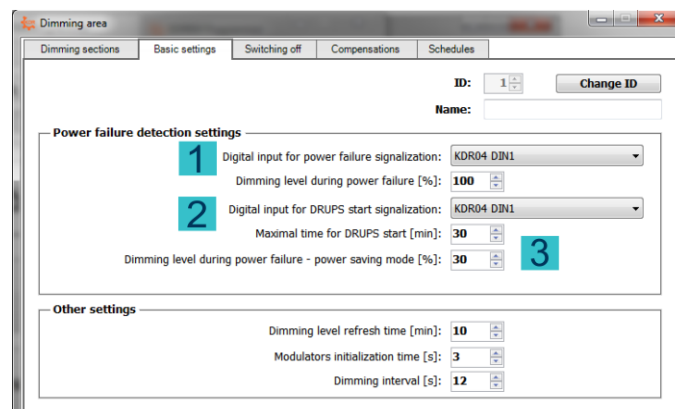 Dimming area
Dimming sections Basic settings Switching off Compensations Schedules
ID: 1 Change ID
Name:
Power failure detection settings
1 Digital input for power failure signalization: KDR04 DIN1
Dimming level during power failure [%]: 100
2 Digital input for DRUPS start signalization: KDR04 DIN1
Maximal time for DRUPS start [min]: 30
Dimming level during power failure - power saving mode [%]: 30 3
Other settings
Dimming level refresh time [min]: 10
Modulators initialization time [s]: 3
Dimming interval [s]: 12